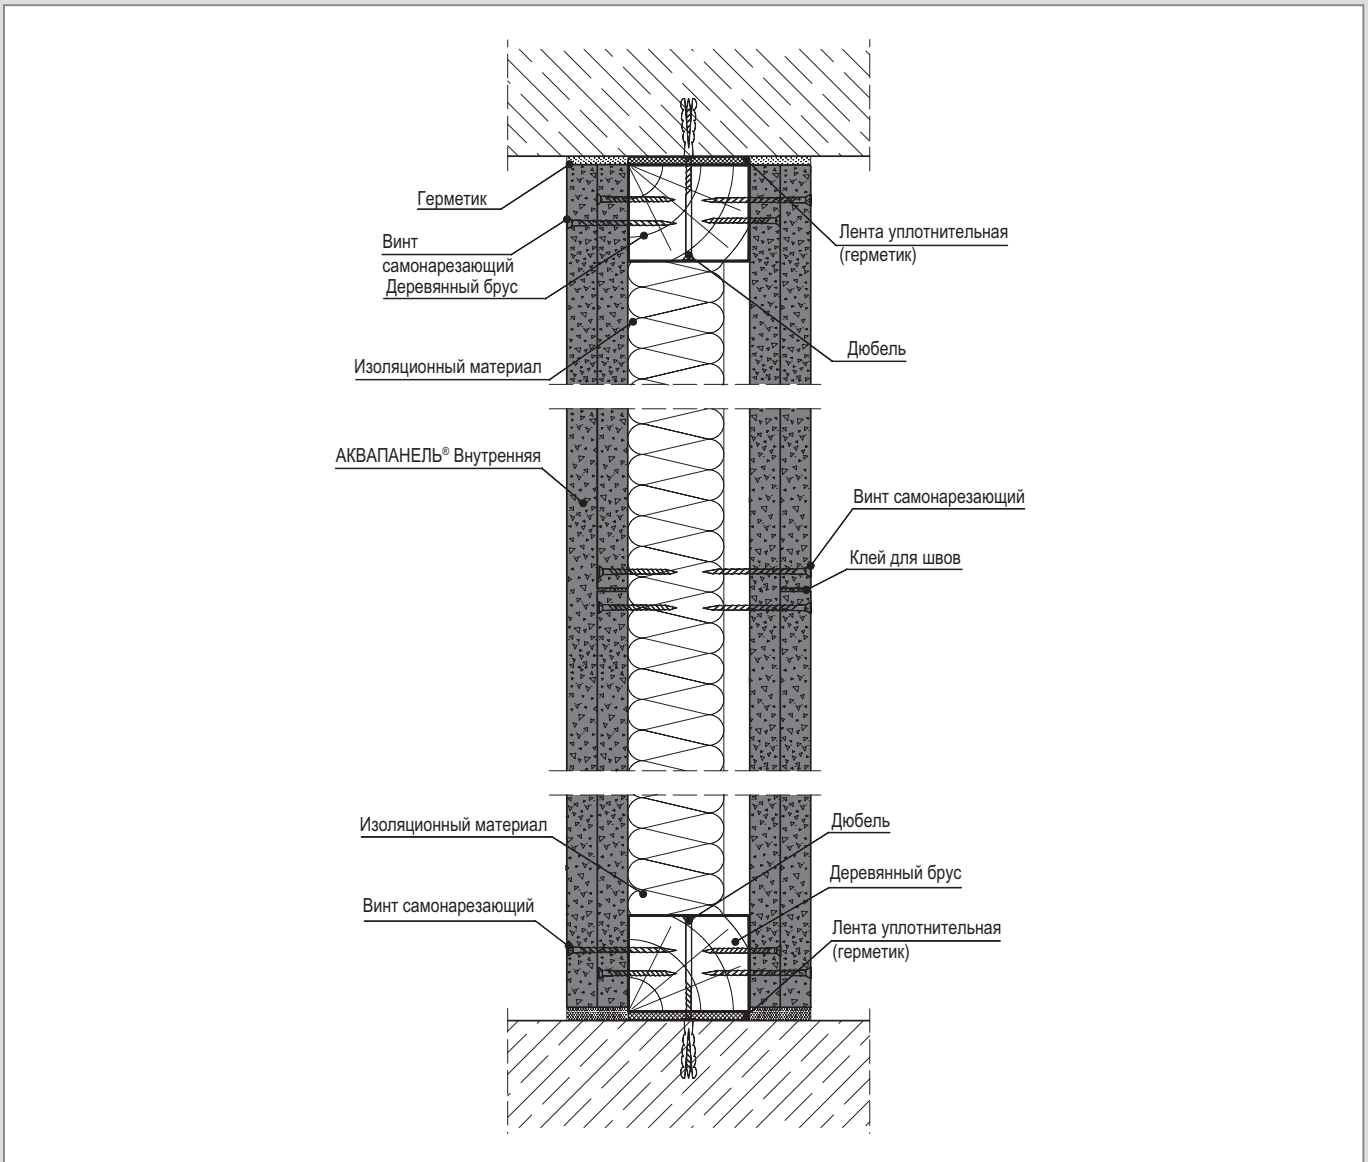 Герметик
Винт
самонарезающий
Деревянный брус
Лента уплотнительная
(герметик)
Дюбель
Изоляционный материал
АКВАПАНЕЛЬ® Внутренняя
Винт самонарезающий
Клей для швов
Изоляционный материал
Дюбель
Деревянный брус
Винт самонарезающий
Лента уплотнительная
(герметик)